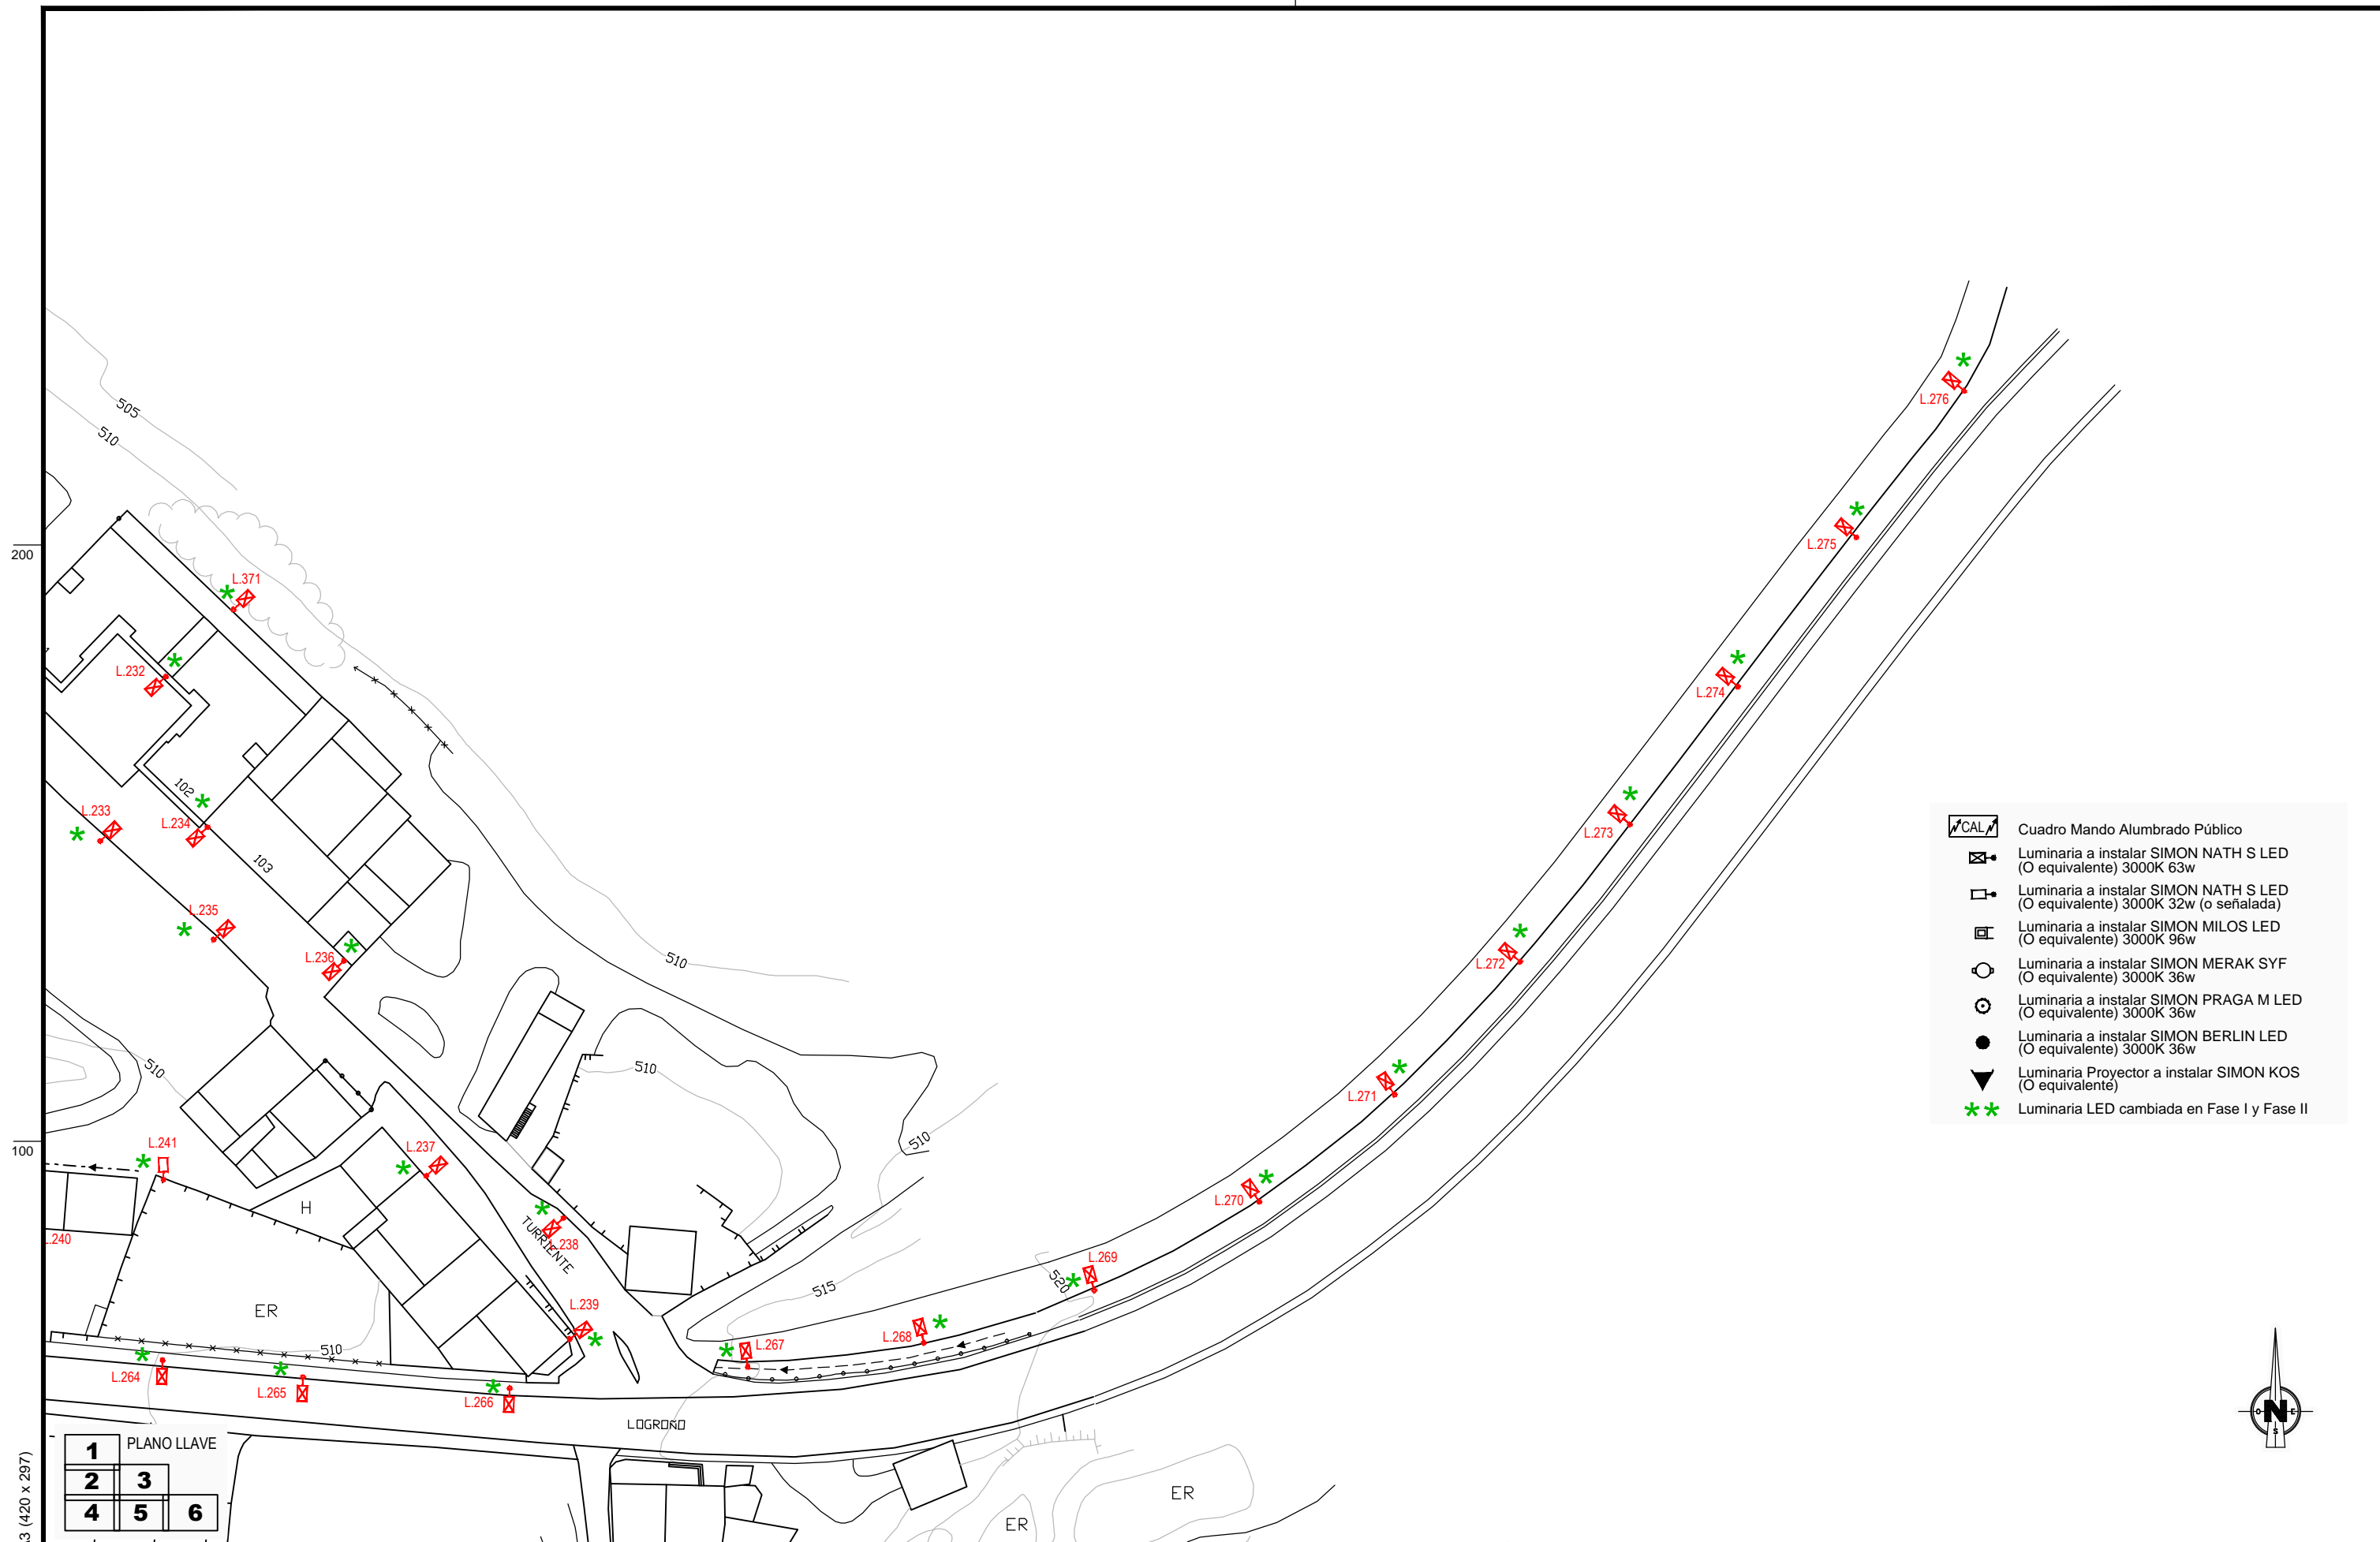 L.276
505
510
L.275
200
L.371
L.232
L.274
102
L.233
L.234
L.273
103
CAL
Cuadro Mando Alumbrado Público
Luminaria a instalar SIMON NATH S LED
(O equivalente) 3000K 63w
Luminaria a instalar SIMON NATH S LED
(O equivalente) 3000K 32w (o señalada)
Luminaria a instalar SIMON MILOS LED
(O equivalente) 3000K 96w
Luminaria a instalar SIMON MERAK SYF
(O equivalente) 3000K 36w
Luminaria a instalar SIMON PRAGA M LED
(O equivalente) 3000K 36w
Luminaria a instalar SIMON BERLIN LED
(O equivalente) 3000K 36w
Luminaria Proyector a instalar SIMON KOS
(O equivalente)
Luminaria LED cambiada en Fase I y Fase II
L.235
L.236
510
L.272
510
510
L.271
100
L.241
L.237
510
L.270
H
L.240
TURRIENTE
L.238
L.269
520
515
ER
L.239
L.268
L.267
510
L.264
L.265
L.266
LOGROÑO
N
O
E
S
PLANO LLAVE
1
2
3
4
5
6
ER
ER
A3 (420 x 297)